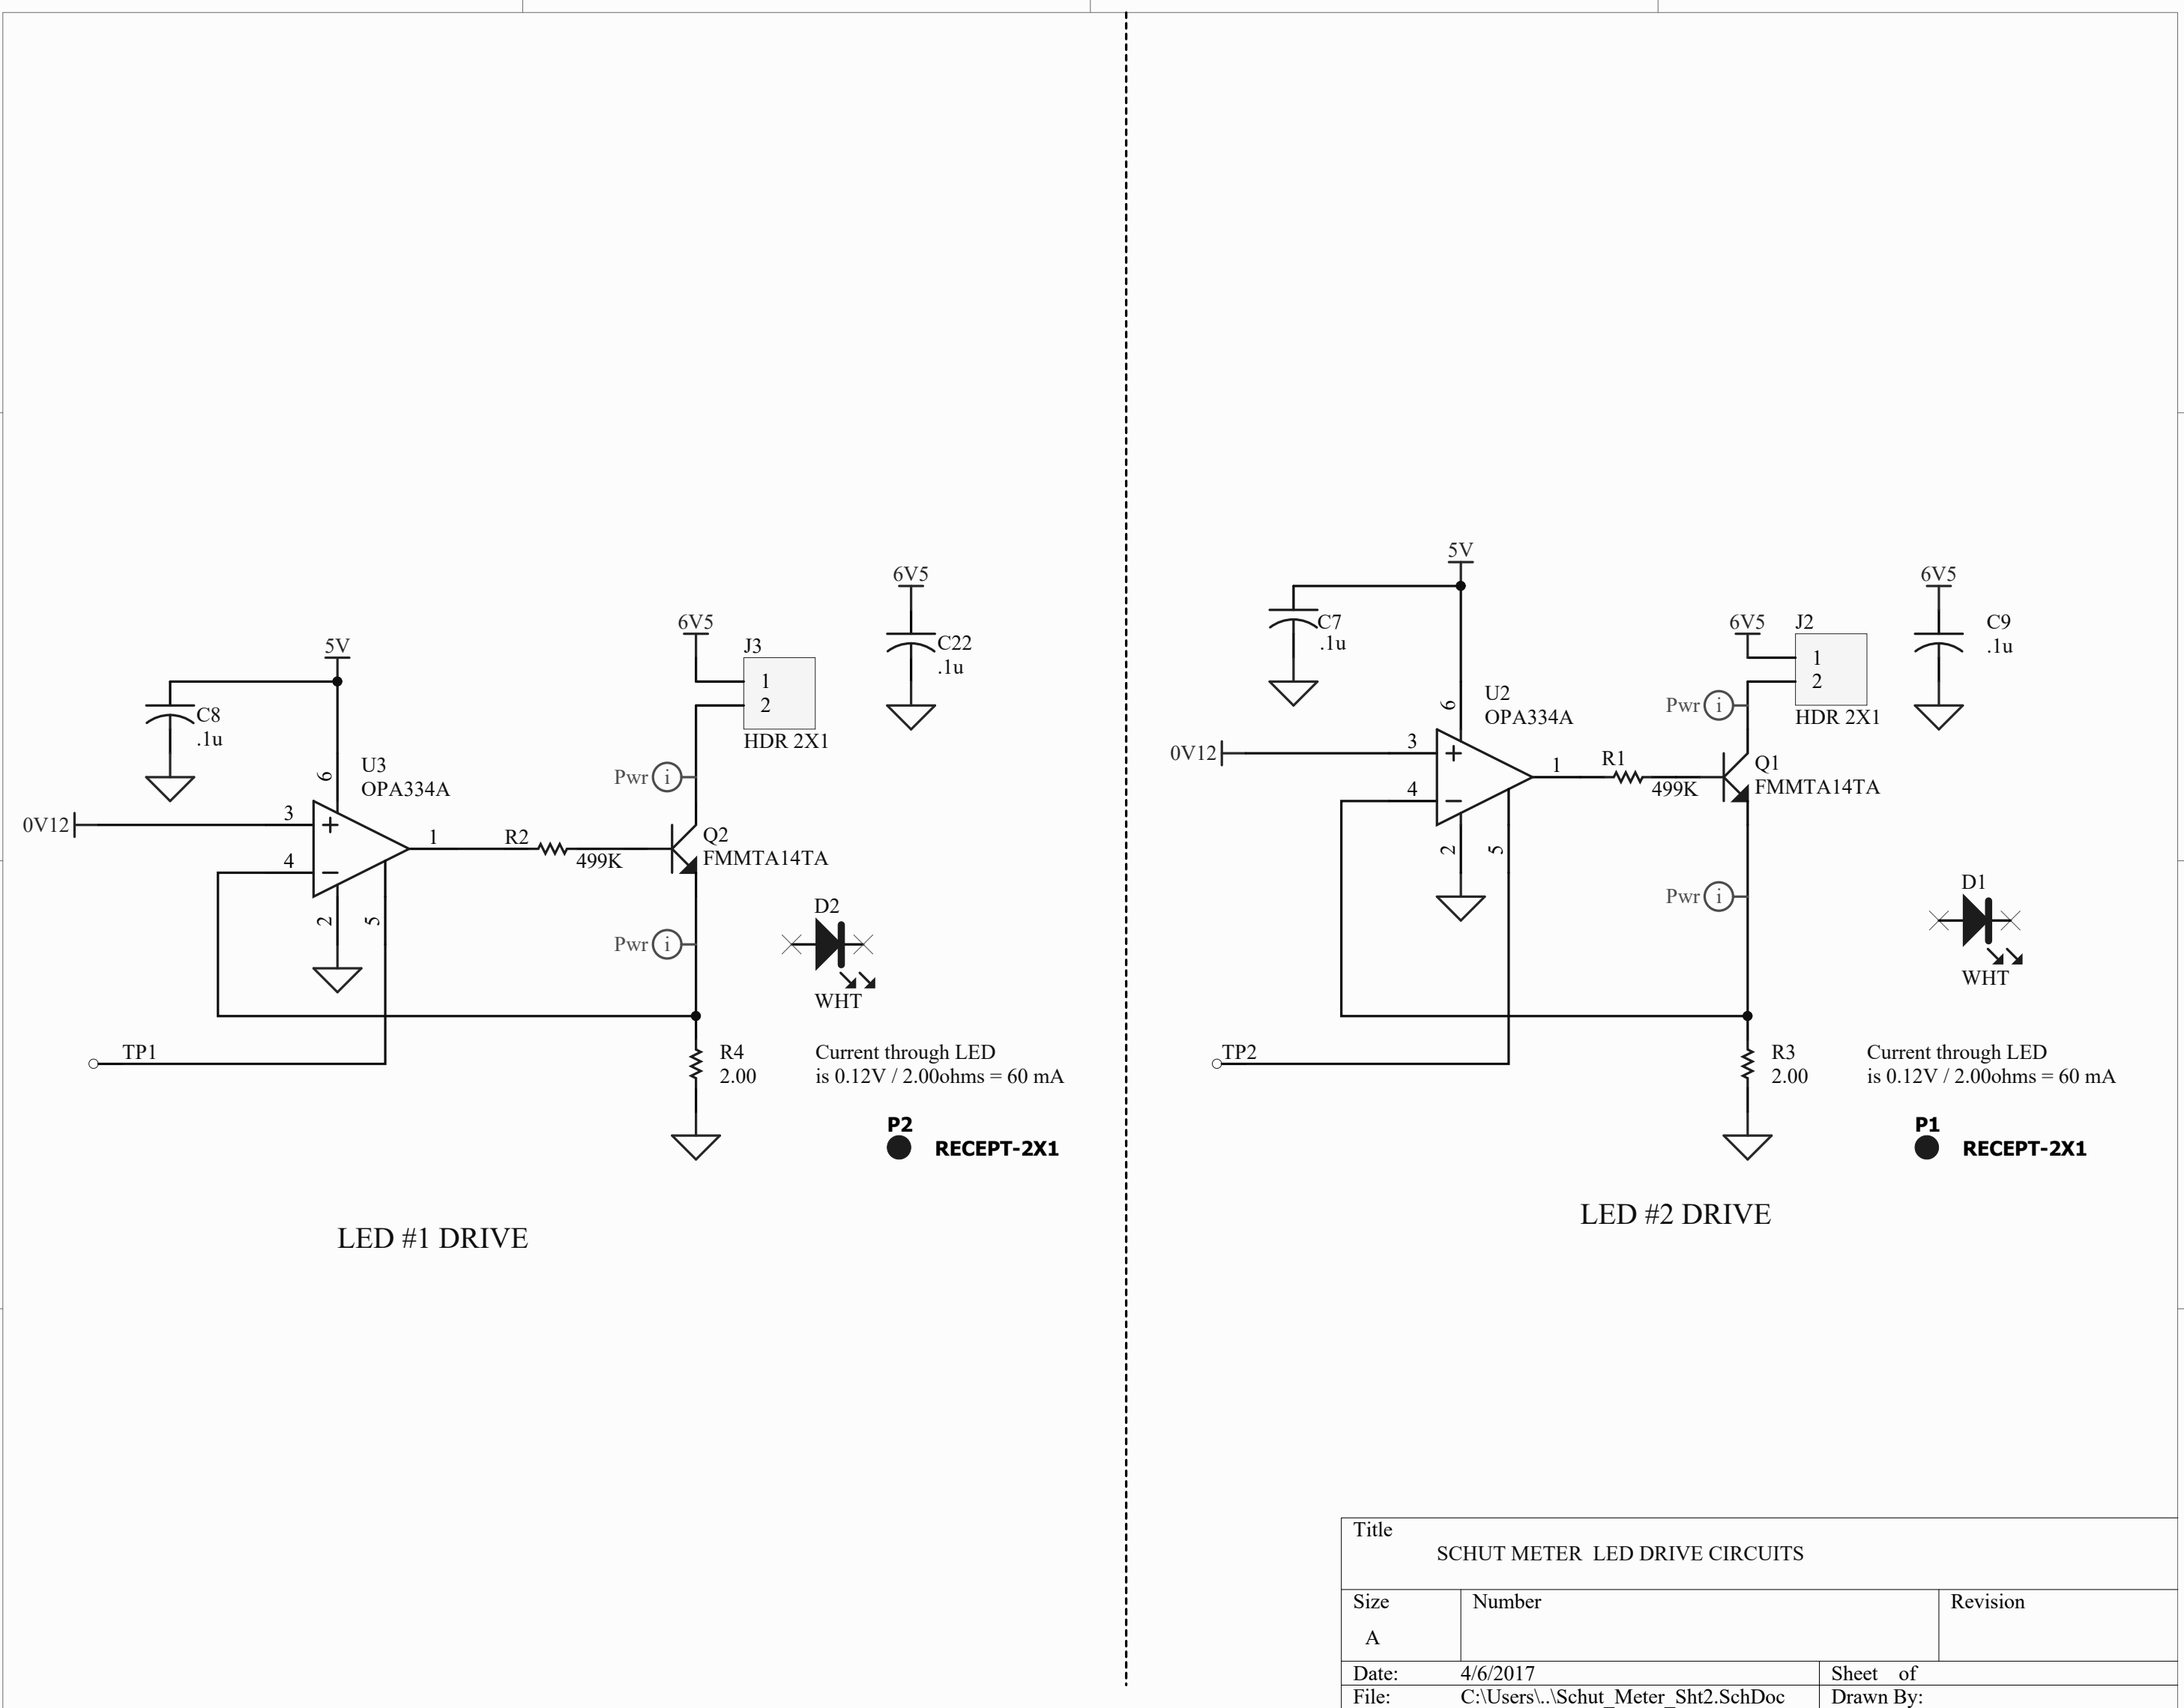 6V5
C22
.1u
6V5
J3
1
2
HDR 2X1
5V
C8
.1u
6
U3
OPA334A
Pwr i
0V12
3
+
4
−
1
R2
499K
Q2
FMMTA14TA
2
5
D2
WHT
Pwr i
TP1
R4
2.00
Current through LED
is 0.12V / 2.00ohms = 60 mA
P2
RECEPT-2X1
LED #1 DRIVE
5V
C7
.1u
6V5
J2
1
2
HDR 2X1
6V5
C9
.1u
6
U2
OPA334A
Pwr i
0V12
3
+
4
−
1
R1
499K
Q1
FMMTA14TA
2
5
Pwr i
D1
WHT
TP2
R3
2.00
Current through LED
is 0.12V / 2.00ohms = 60 mA
P1
RECEPT-2X1
LED #2 DRIVE
Title
SCHUT METER LED DRIVE CIRCUITS
Size
A
Number
Revision
Date: 4/6/2017
Sheet of
File: C:\Users\..\Schut_Meter_Sht2.SchDoc
Drawn By: